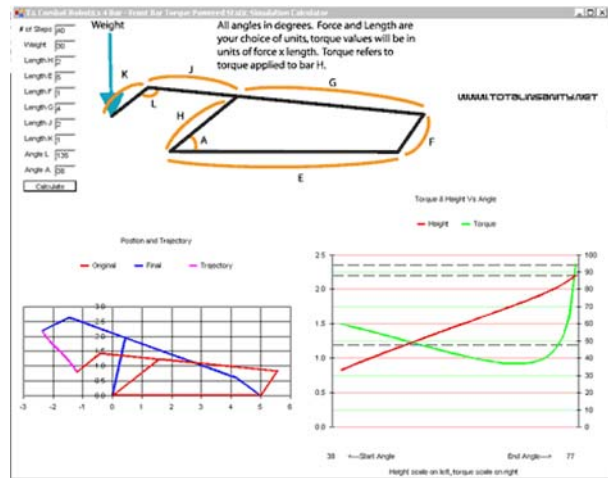 T.i. Combat Robotics 4 Bar - Front Bar Torque Powered Static Simulation Calculator
# of Steps 40
Weight 30
Length H 2
Length E 5
Length F 1
Length G 4
Length J 2
Length K 1
Angle L 135
Angle A 38
Calculate
Weight
All angles in degrees. Force and Length are
your choice of units, torque values will be in
units of force x length. Torque refers to
torque applied to bar H.
K
J
G
L
H
A
F
E
WWW.TOTALINSANITY.NET
Position and Trajectory
Original Final Trajectory
3.0
2.5
2.0
1.5
1.0
0.5
0.0
-3 -2 -1 0 1 2 3 4 5 6
Torque & Height Vs Angle
Height Torque
2.5 100
90
2.0 80
70
1.5 60
50
1.0 40
30
0.5 20
10
0.0 0
38 <---Start Angle End Angle---> 77
Height scale on left, torque scale on right